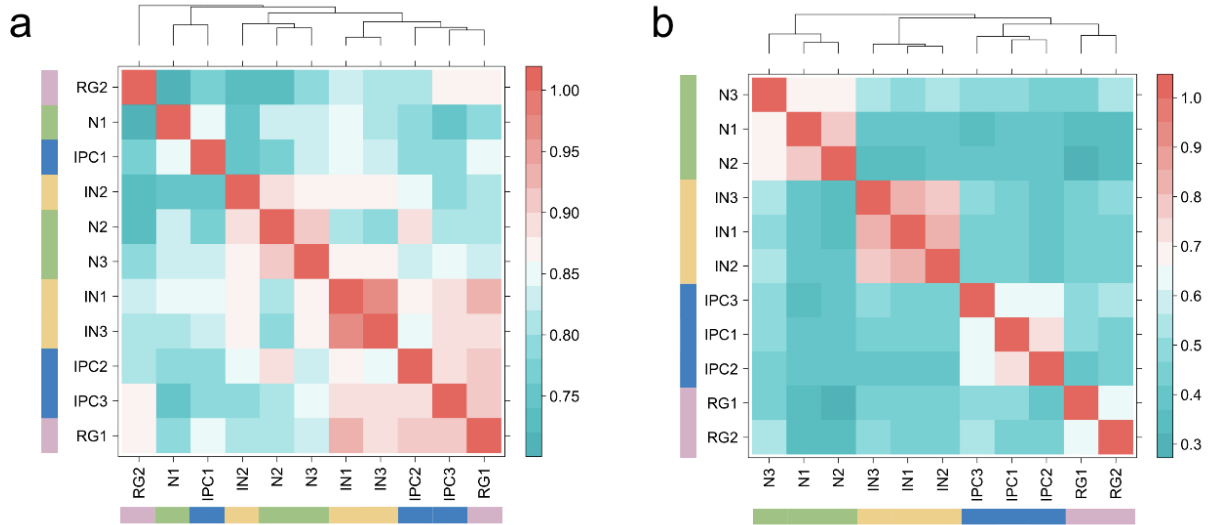 a
RG2
N1
IPC1
IN2
N2
N3
IN1
IN3
IPC2
IPC3
RG1
RG2 N1 IPC1 IN2 N2 N3 IN1 IN3 IPC2 IPC3 RG1
1.00
0.95
0.90
0.85
0.80
0.75
b
N3
N1
N2
IN3
IN1
IN2
IPC3
IPC1
IPC2
RG1
RG2
N3 N1 N2 IN3 IN1 IN2 IPC3 IPC1 IPC2 RG1 RG2
1.0
0.9
0.8
0.7
0.6
0.5
0.4
0.3